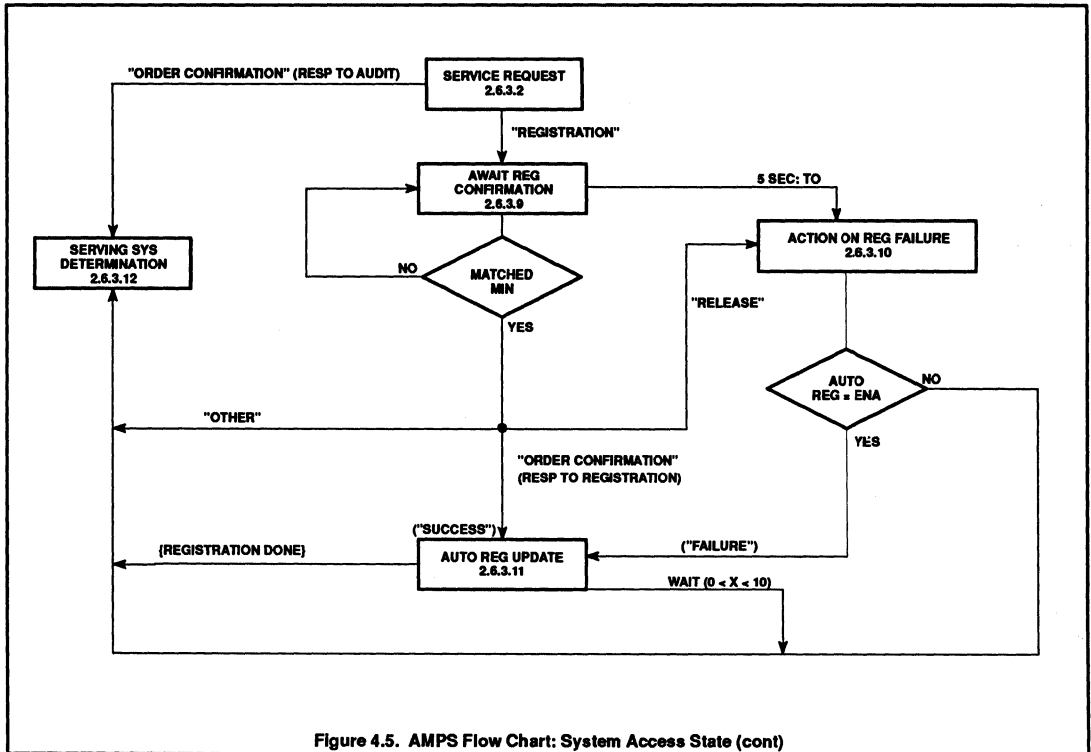 "ORDER CONFIRMATION" (RESP TO AUDIT)
SERVICE REQUEST
2.6.3.2
"REGISTRATION"
AWAIT REG
CONFIRMATION
2.6.3.9
5 SEC: TO
SERVING SYS
DETERMINATION
2.6.3.12
ACTION ON REG FAILURE
2.6.3.10
NO
MATCHED
MIN
YES
"RELEASE"
AUTO
REG = ENA
NO
YES
"OTHER"
"ORDER CONFIRMATION"
(RESP TO REGISTRATION)
("SUCCESS")
{REGISTRATION DONE}
AUTO REG UPDATE
2.6.3.11
("FAILURE")
WAIT (0 < X < 10)
Figure 4.5. AMPS Flow Chart: System Access State (cont)